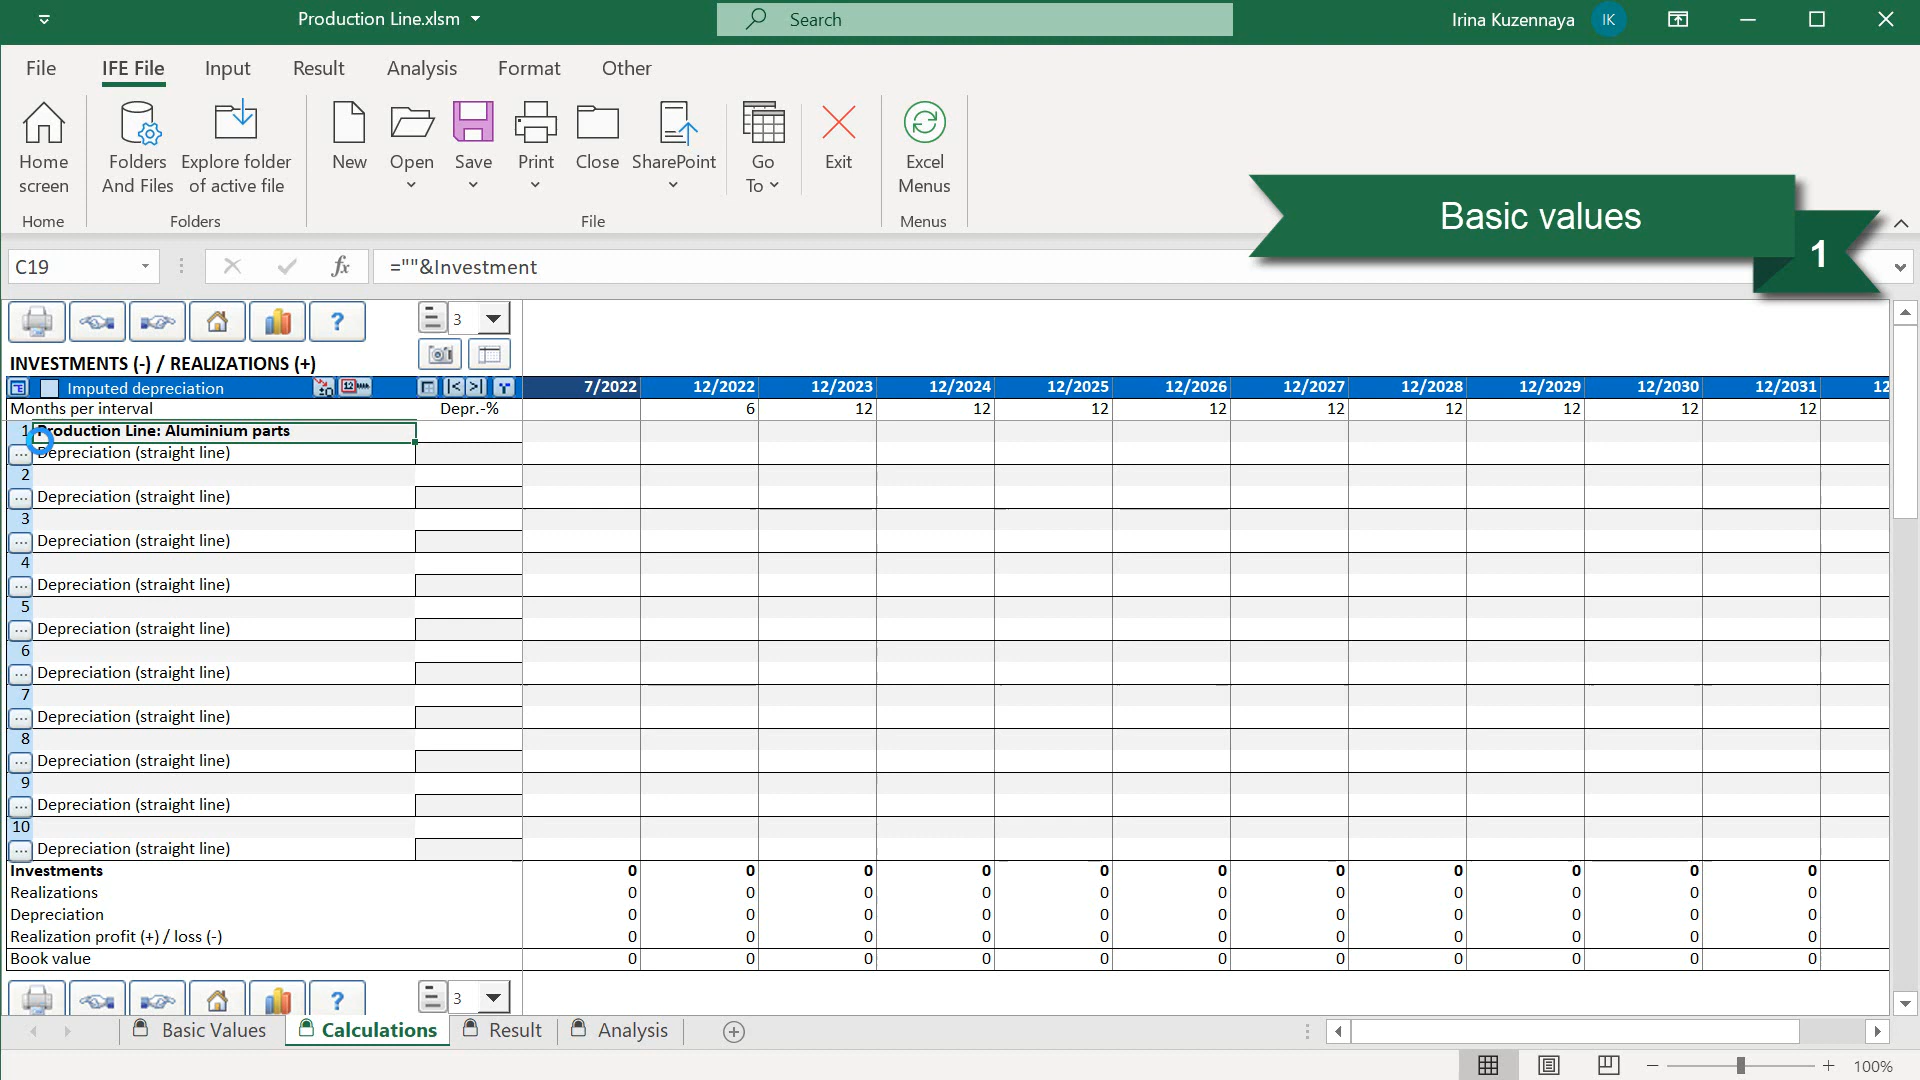 Production Line.xlsm
Search
Irina Kuzennaya
IK
File IFE File Input Result Analysis Format Other
Home screen
Folders And Files
Explore folder of active file
New
Open
Save
Print
Close
SharePoint
Go To
Exit
Excel Menus
Home
Folders
File
Menus
Basic values
1
C19
fx
=""&Investment
?
3
INVESTMENTS (-) / REALIZATIONS (+)
Imputed depreciation 7/2022 12/2022 12/2023 12/2024 12/2025 12/2026 12/2027 12/2028 12/2029 12/2030 12/2031 12
Months per interval Depr.-% 6 12 12 12 12 12 12 12 12 12
1 Production Line: Aluminium parts
... Depreciation (straight line)
2
... Depreciation (straight line)
3
... Depreciation (straight line)
4
... Depreciation (straight line)
5
... Depreciation (straight line)
6
... Depreciation (straight line)
7
... Depreciation (straight line)
8
... Depreciation (straight line)
9
... Depreciation (straight line)
10
... Depreciation (straight line)
Investments 0 0 0 0 0 0 0 0 0 0 0
Realizations 0 0 0 0 0 0 0 0 0 0 0
Depreciation 0 0 0 0 0 0 0 0 0 0 0
Realization profit (+) / loss (-) 0 0 0 0 0 0 0 0 0 0 0
Book value 0 0 0 0 0 0 0 0 0 0 0
?
3
Basic Values Calculations Result Analysis
100%